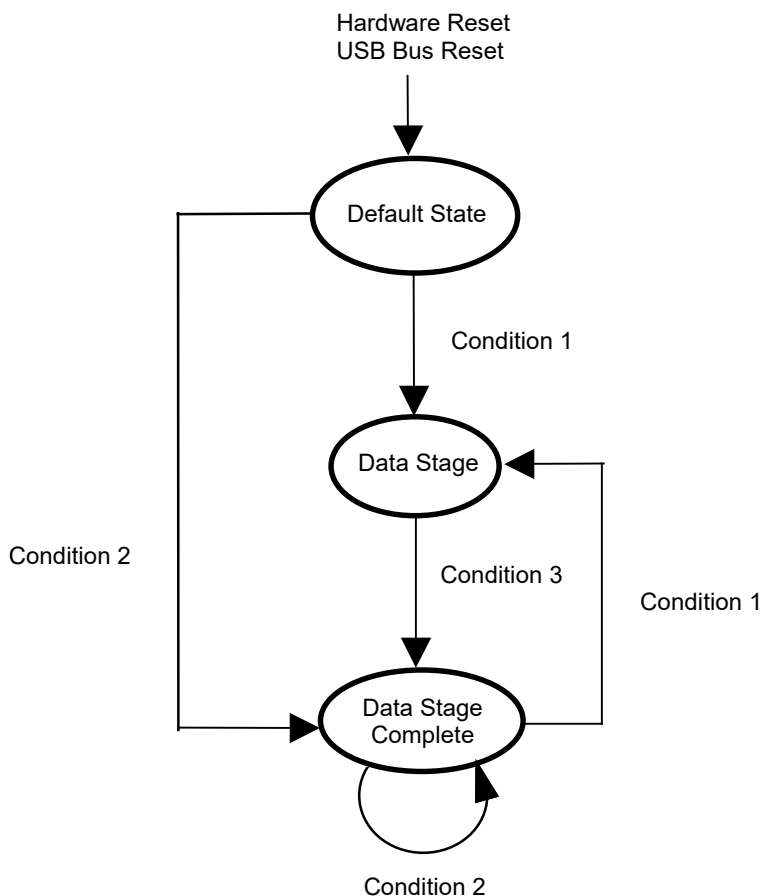 Hardware Reset
USB Bus Reset
Default State
Condition 1
Data Stage
Condition 2
Condition 3
Condition 1
Data Stage
Complete
Condition 2